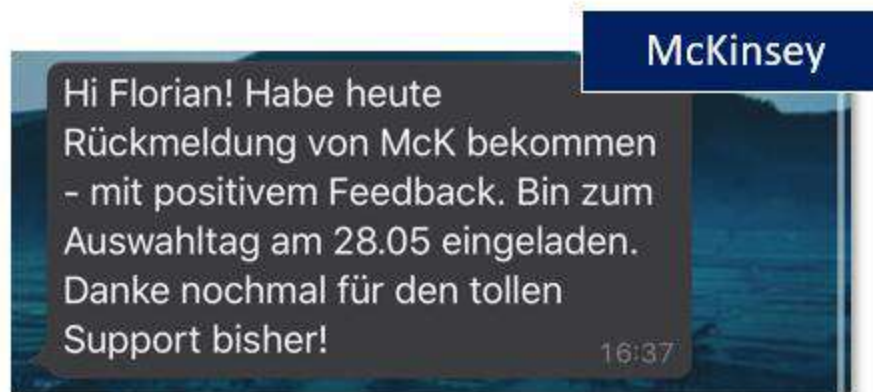 McKinsey
Hi Florian! Habe heute
Rückmeldung von McK bekommen
- mit positivem Feedback. Bin zum
Auswahltag am 28.05 eingeladen.
Danke nochmal für den tollen
Support bisher!
16:37